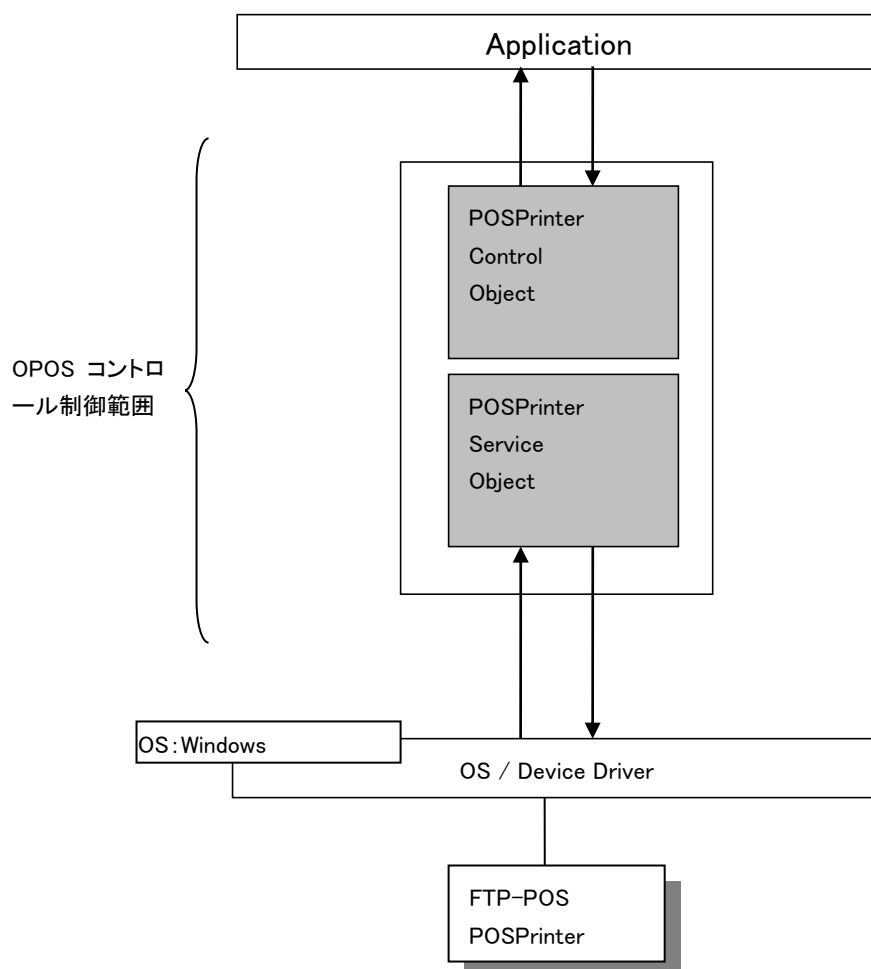 Application
POSPrinter
Control
Object
OPOS コントロ
ール制御範囲
POSPrinter
Service
Object
OS:Windows
OS / Device Driver
FTP-POS
POSPrinter